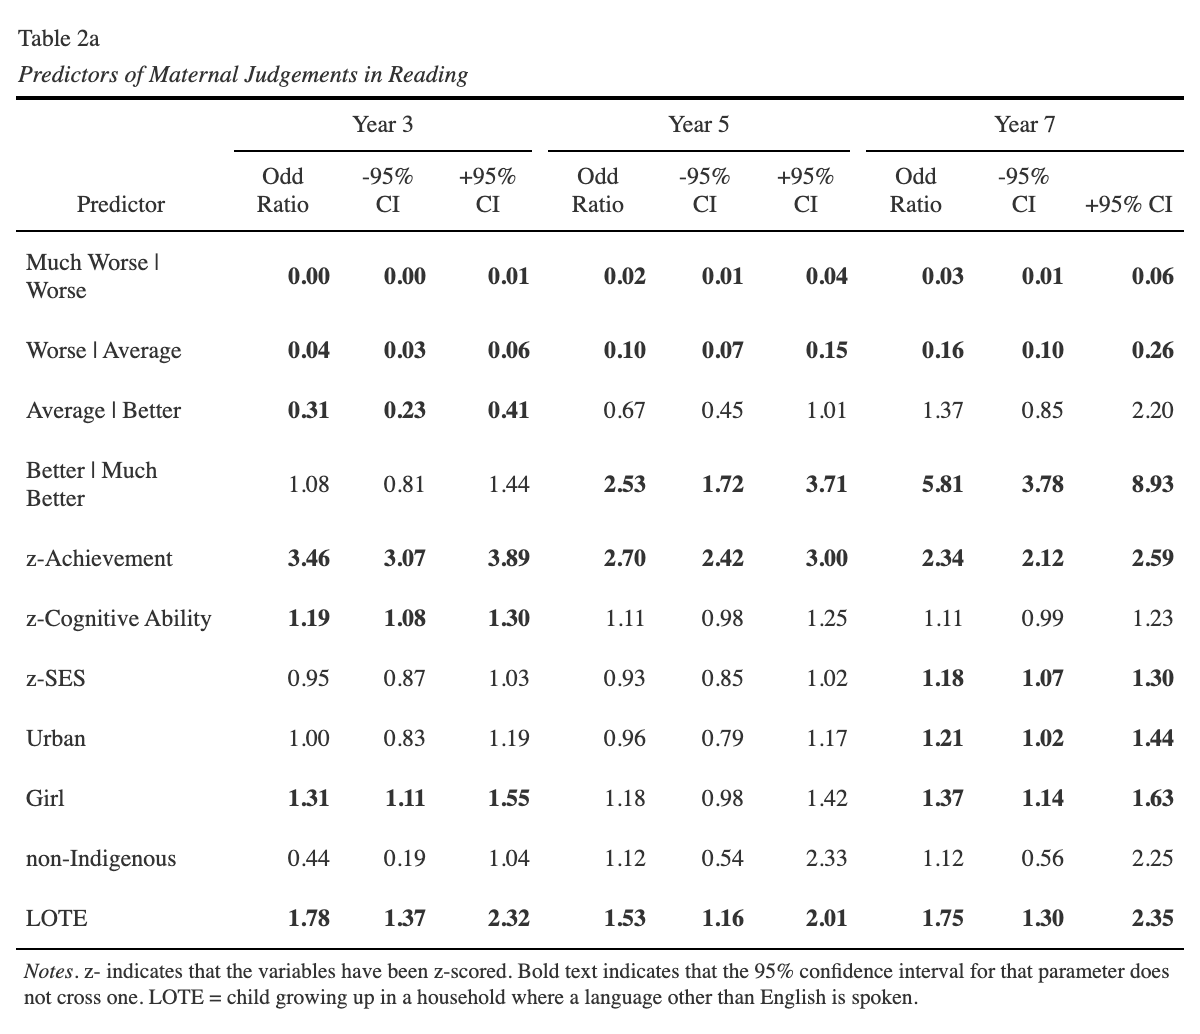 Table 2a
Predictors of Maternal Judgements in Reading
Year 3 Year 5 Year 7
Predictor Odd Ratio -95% CI +95% CI Odd Ratio -95% CI +95% CI Odd Ratio -95% CI +95% CI
Much Worse | Worse 0.00 0.00 0.01 0.02 0.01 0.04 0.03 0.01 0.06
Worse | Average 0.04 0.03 0.06 0.10 0.07 0.15 0.16 0.10 0.26
Average | Better 0.31 0.23 0.41 0.67 0.45 1.01 1.37 0.85 2.20
Better | Much Better 1.08 0.81 1.44 2.53 1.72 3.71 5.81 3.78 8.93
z-Achievement 3.46 3.07 3.89 2.70 2.42 3.00 2.34 2.12 2.59
z-Cognitive Ability 1.19 1.08 1.30 1.11 0.98 1.25 1.11 0.99 1.23
z-SES 0.95 0.87 1.03 0.93 0.85 1.02 1.18 1.07 1.30
Urban 1.00 0.83 1.19 0.96 0.79 1.17 1.21 1.02 1.44
Girl 1.31 1.11 1.55 1.18 0.98 1.42 1.37 1.14 1.63
non-Indigenous 0.44 0.19 1.04 1.12 0.54 2.33 1.12 0.56 2.25
LOTE 1.78 1.37 2.32 1.53 1.16 2.01 1.75 1.30 2.35
Notes. z- indicates that the variables have been z-scored. Bold text indicates that the 95% confidence interval for that parameter does
not cross one. LOTE = child growing up in a household where a language other than English is spoken.